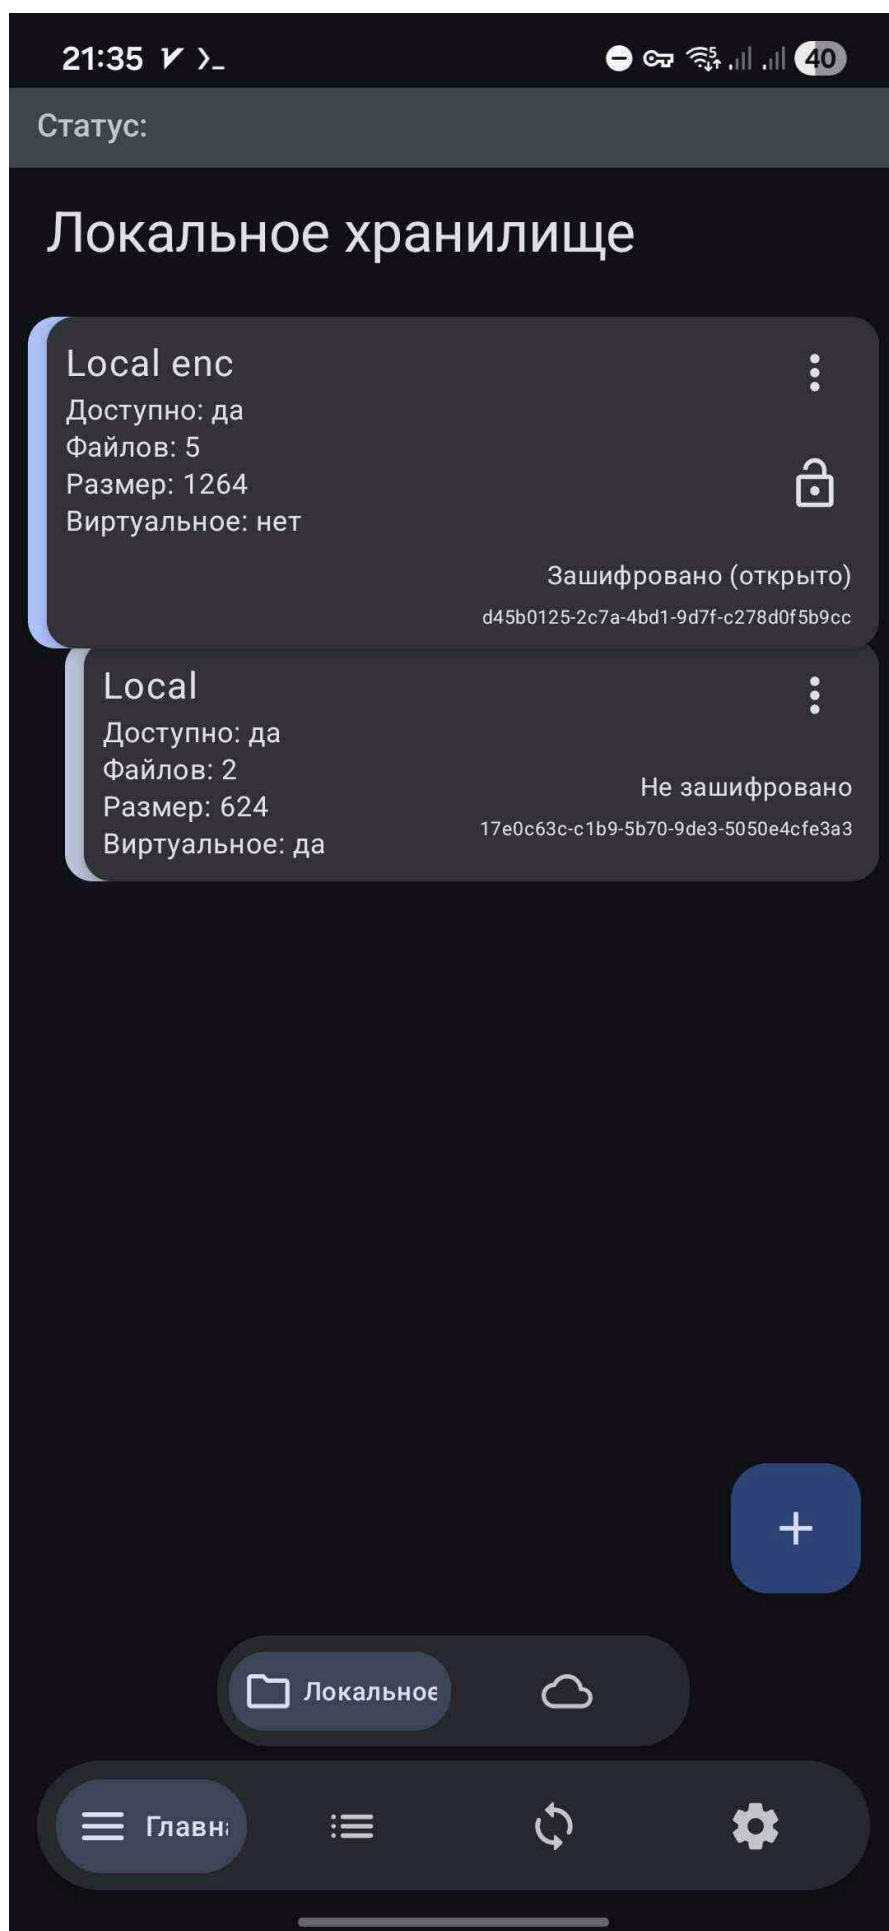 21:35
40
Статус:
Локальное хранилище
Local enc
Доступно: да
Файлов: 5
Размер: 1264
Виртуальное: нет
Зашифровано (открыто)
d45b0125-2c7a-4bd1-9d7f-c278d0f5b9cc
Local
Доступно: да
Файлов: 2
Размер: 624
Виртуальное: да
Не зашифровано
17e0c63c-c1b9-5b70-9de3-5050e4cfe3a3
Локальное
Главн